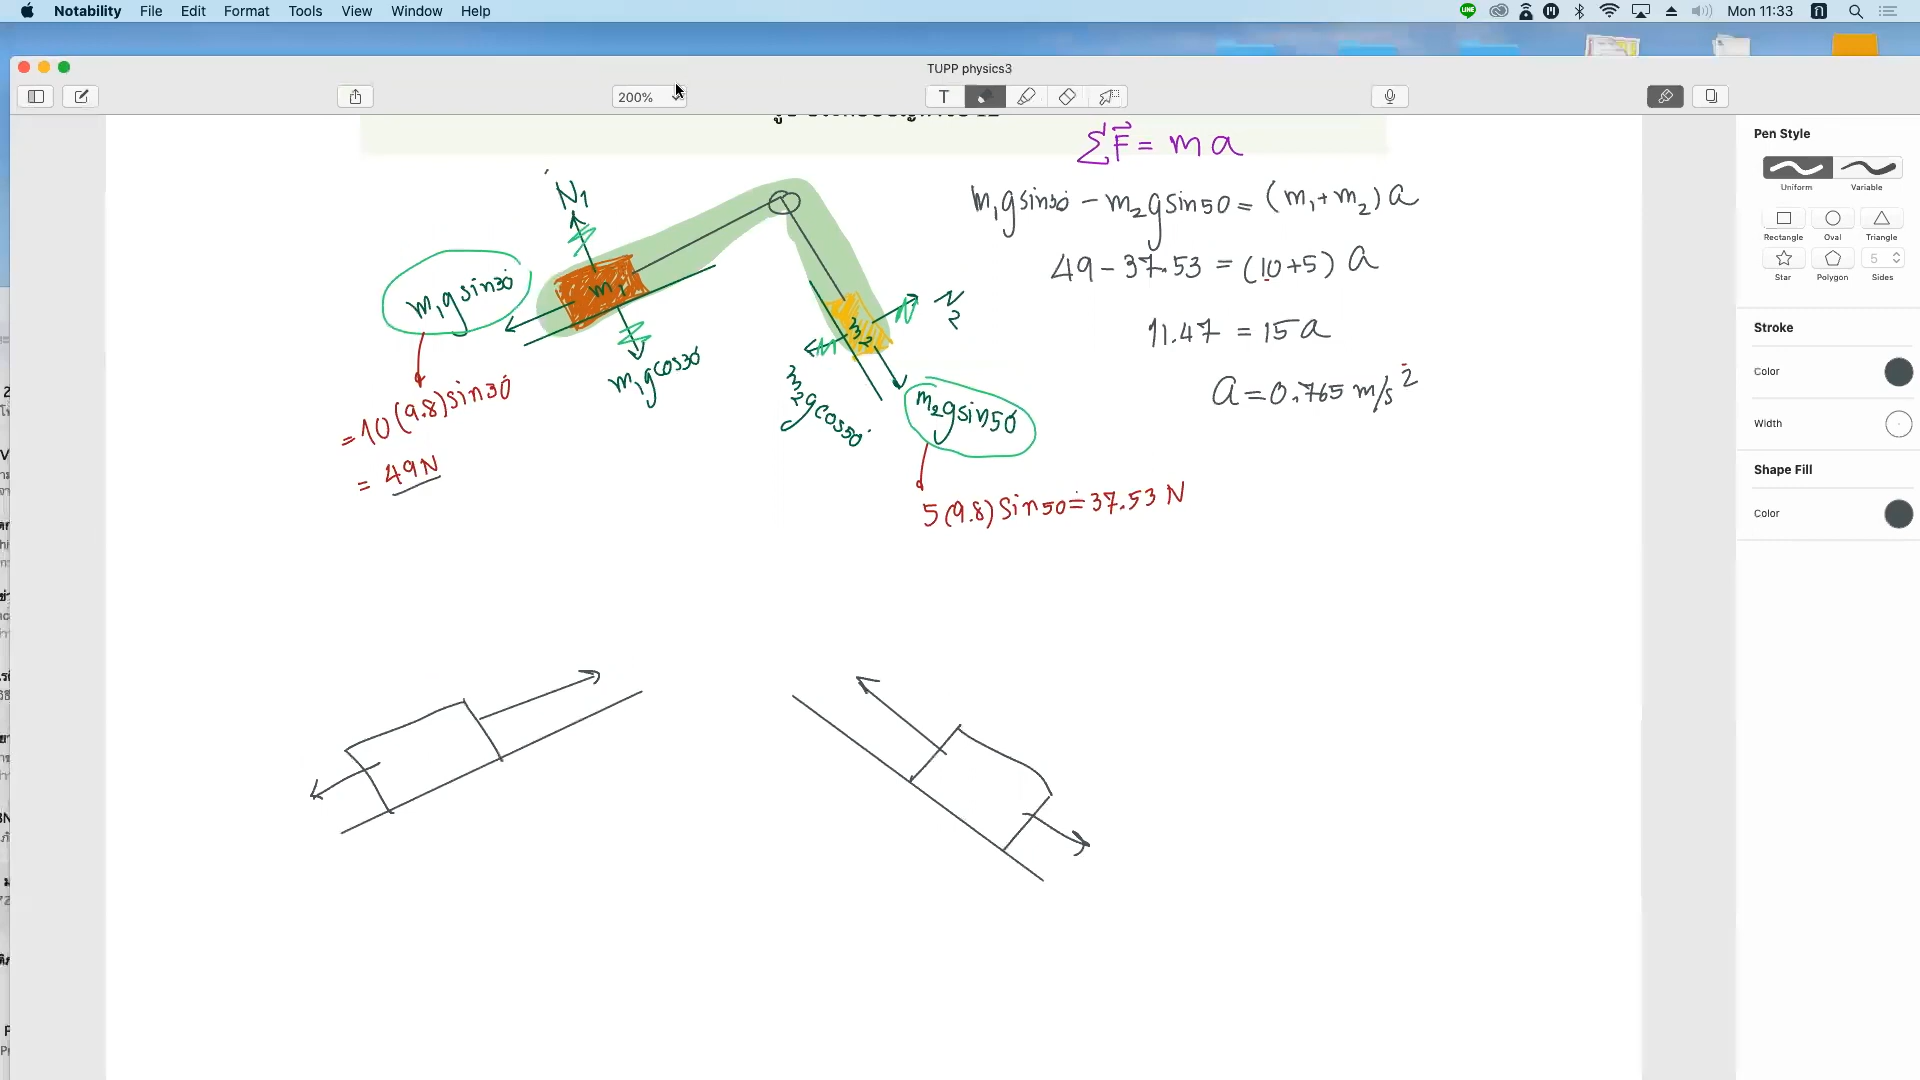 Notability File Edit Format Tools View Window Help
Mon 11:33
TUPP physics3
200%
T
ΣF⃗ = ma
m₁gsin30 − m₂gsin50 = (m₁+m₂)a
49−37.53 = (10+5) a
11.47 = 15a
a = 0.765 m/s²
N₁
m₁
m₁gsin30
m₁gcos30
= 10(9.8)sin30
= 49N
N₂
m₂
m₂gcos50
m₂gsin50
5(9.8)sin50 = 37.53 N
Pen Style
Uniform Variable
Rectangle Oval Triangle
5
Star Polygon Sides
Stroke
Color
Width
Shape Fill
Color